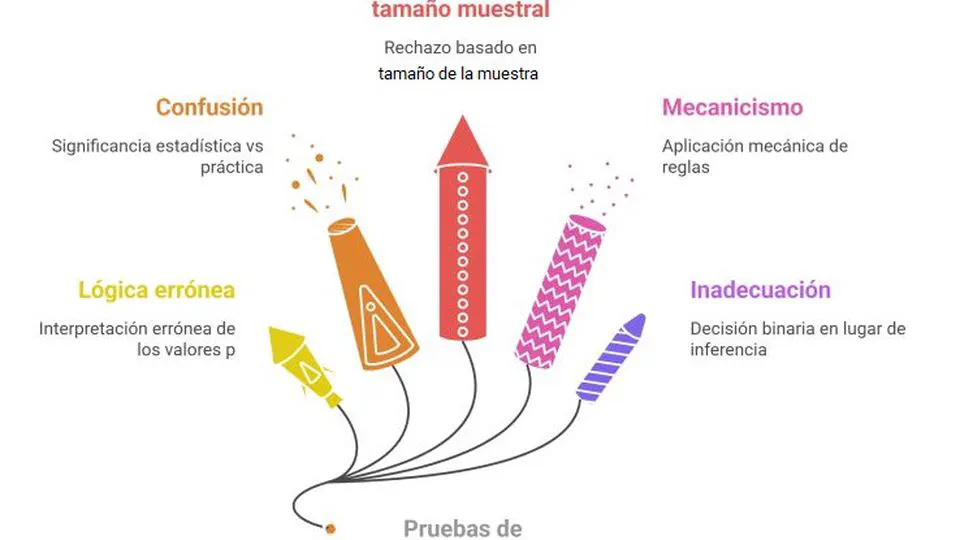 tamaño muestral
Rechazo basado en
tamaño de la muestra
Confusión
Significancia estadística vs
práctica
Mecanicismo
Aplicación mecánica de
reglas
Lógica errónea
Interpretación errónea de
los valores p
Inadecuación
Decisión binaria en lugar de
inferencia
Pruebas de